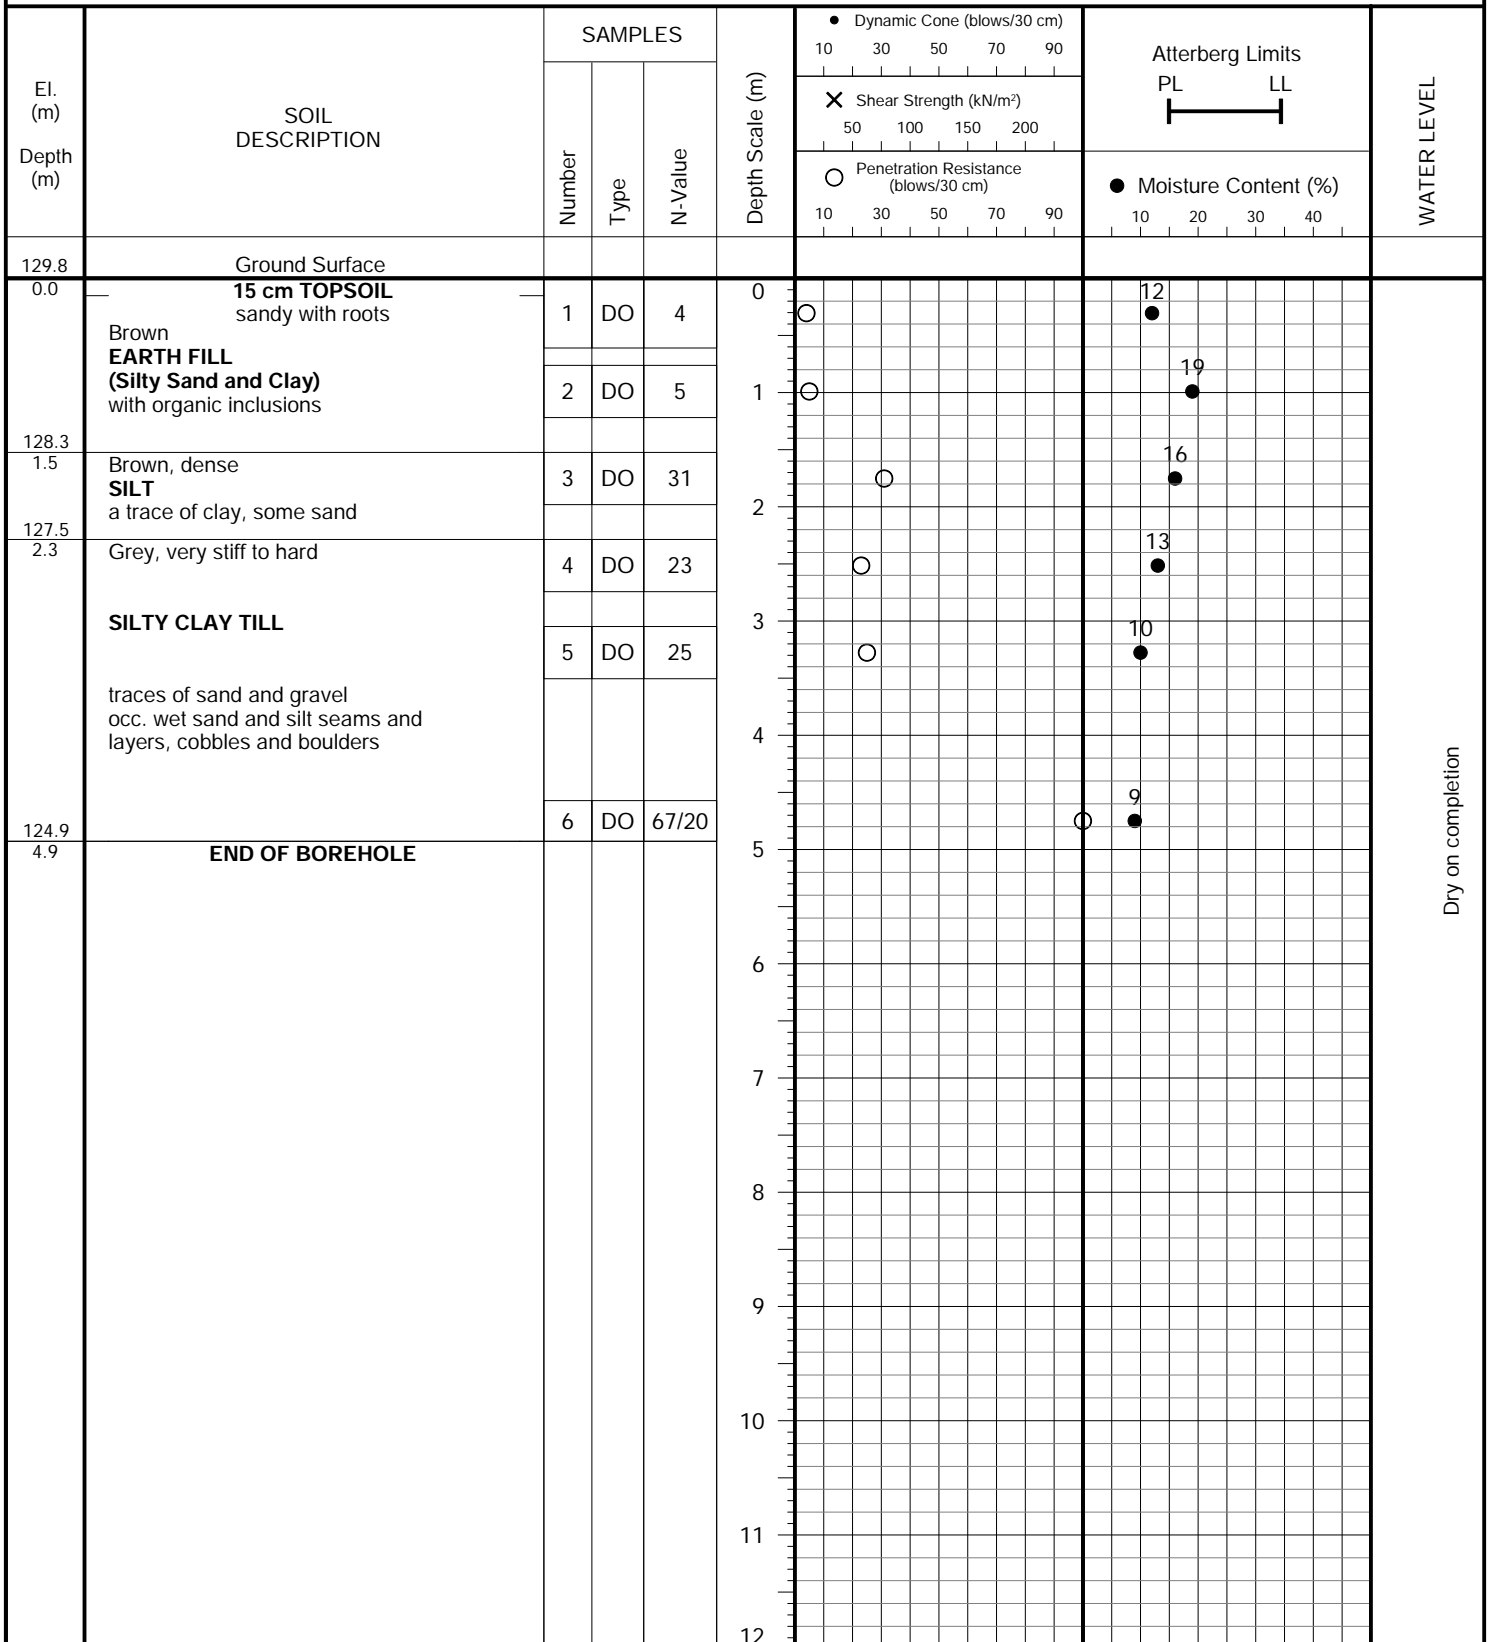 El.
(m)
Depth
(m)
SOIL
DESCRIPTION
SAMPLES
Number
Type
N-Value
Depth Scale (m)
Dynamic Cone (blows/30 cm)
10 30 50 70 90
Shear Strength (kN/m²)
50 100 150 200
Penetration Resistance
(blows/30 cm)
10 30 50 70 90
Atterberg Limits
PL LL
Moisture Content (%)
10 20 30 40
WATER LEVEL
129.8 Ground Surface
0.0 15 cm TOPSOIL
sandy with roots
Brown
EARTH FILL
(Silty Sand and Clay)
with organic inclusions
1 DO 4
2 DO 5
128.3
1.5 Brown, dense
SILT
a trace of clay, some sand
3 DO 31
127.5
2.3 Grey, very stiff to hard
4 DO 23
SILTY CLAY TILL
5 DO 25
traces of sand and gravel
occ. wet sand and silt seams and
layers, cobbles and boulders
6 DO 67/20
124.9
4.9 END OF BOREHOLE
0
1
2
3
4
5
6
7
8
9
10
11
12
12
19
16
13
10
9
Dry on completion